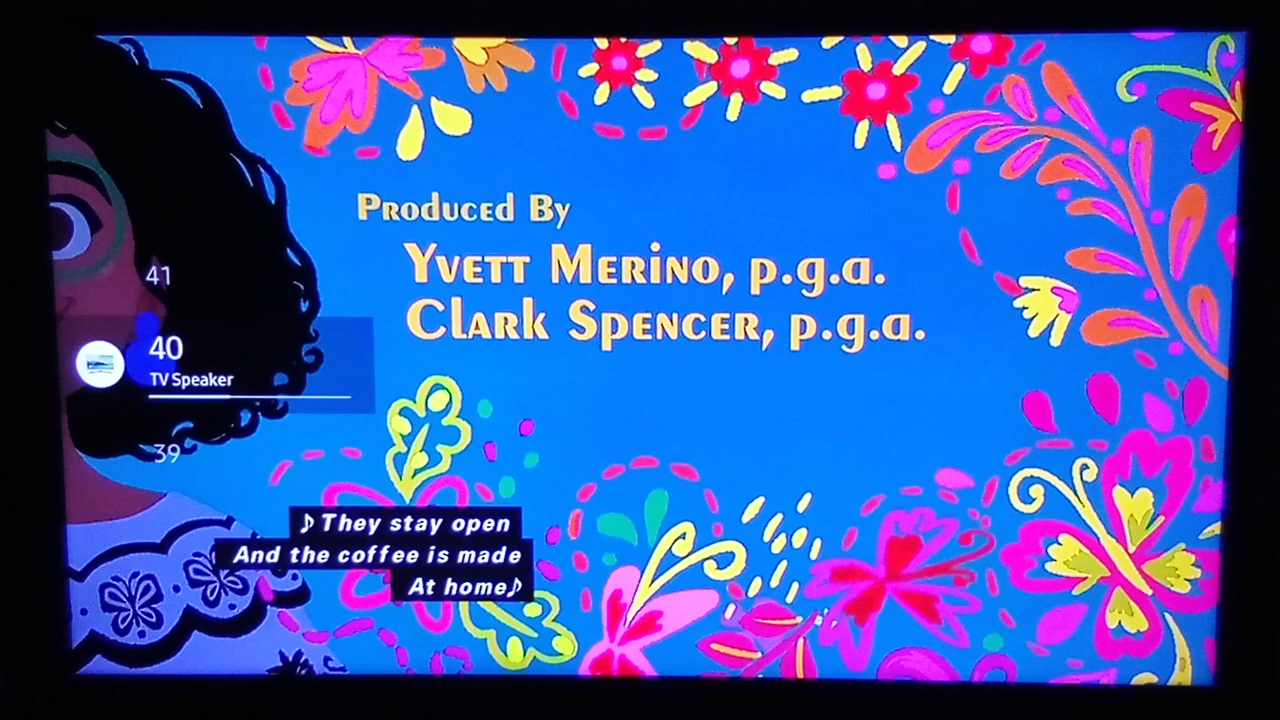 Produced By
Yvett Merino, p.g.a.
Clark Spencer, p.g.a.
41
40
TV Speaker
39
♪They stay open
And the coffee is made
At home♪